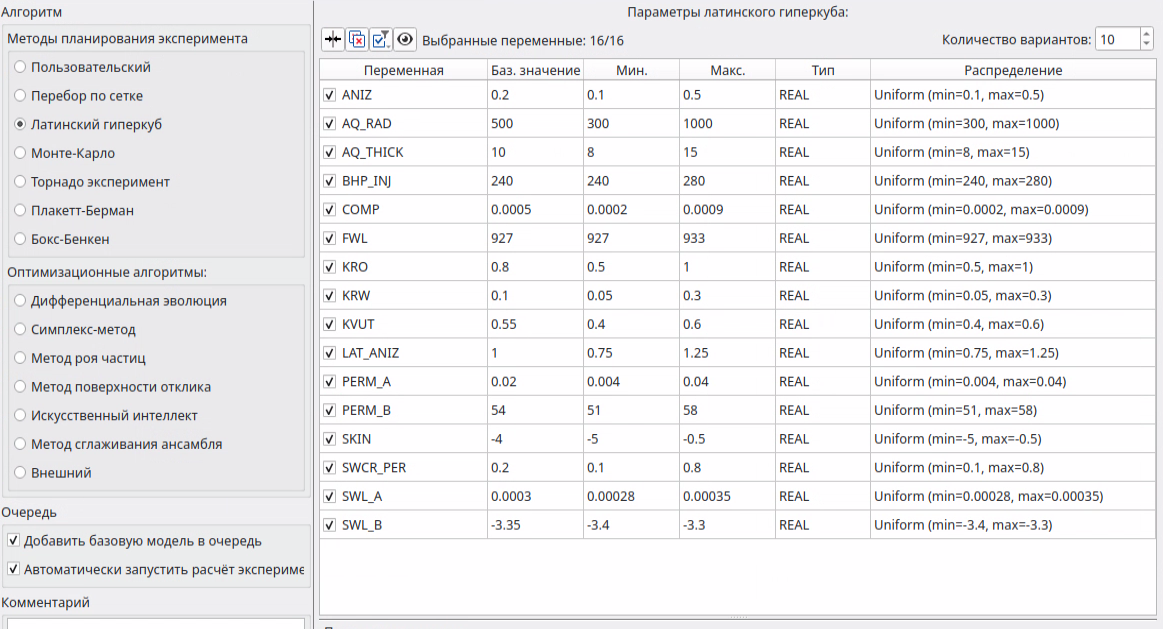 Алгоритм
Методы планирования эксперимента
Пользовательский
Перебор по сетке
Латинский гиперкуб
Монте-Карло
Торнадо эксперимент
Плакетт-Берман
Бокс-Бенкен
Оптимизационные алгоритмы:
Дифференциальная эволюция
Симплекс-метод
Метод роя частиц
Метод поверхности отклика
Искусственный интеллект
Метод сглаживания ансамбля
Внешний
Очередь
Добавить базовую модель в очередь
Автоматически запустить расчёт экспериме
Комментарий
Параметры латинского гиперкуба:
Выбранные переменные: 16/16 Количество вариантов: 10
Переменная Баз. значение Мин. Макс. Тип Распределение
ANIZ 0.2 0.1 0.5 REAL Uniform (min=0.1, max=0.5)
AQ_RAD 500 300 1000 REAL Uniform (min=300, max=1000)
AQ_THICK 10 8 15 REAL Uniform (min=8, max=15)
BHP_INJ 240 240 280 REAL Uniform (min=240, max=280)
COMP 0.0005 0.0002 0.0009 REAL Uniform (min=0.0002, max=0.0009)
FWL 927 927 933 REAL Uniform (min=927, max=933)
KRO 0.8 0.5 1 REAL Uniform (min=0.5, max=1)
KRW 0.1 0.05 0.3 REAL Uniform (min=0.05, max=0.3)
KVUT 0.55 0.4 0.6 REAL Uniform (min=0.4, max=0.6)
LAT_ANIZ 1 0.75 1.25 REAL Uniform (min=0.75, max=1.25)
PERM_A 0.02 0.004 0.04 REAL Uniform (min=0.004, max=0.04)
PERM_B 54 51 58 REAL Uniform (min=51, max=58)
SKIN -4 -5 -0.5 REAL Uniform (min=-5, max=-0.5)
SWCR_PER 0.2 0.1 0.8 REAL Uniform (min=0.1, max=0.8)
SWL_A 0.0003 0.00028 0.00035 REAL Uniform (min=0.00028, max=0.00035)
SWL_B -3.35 -3.4 -3.3 REAL Uniform (min=-3.4, max=-3.3)